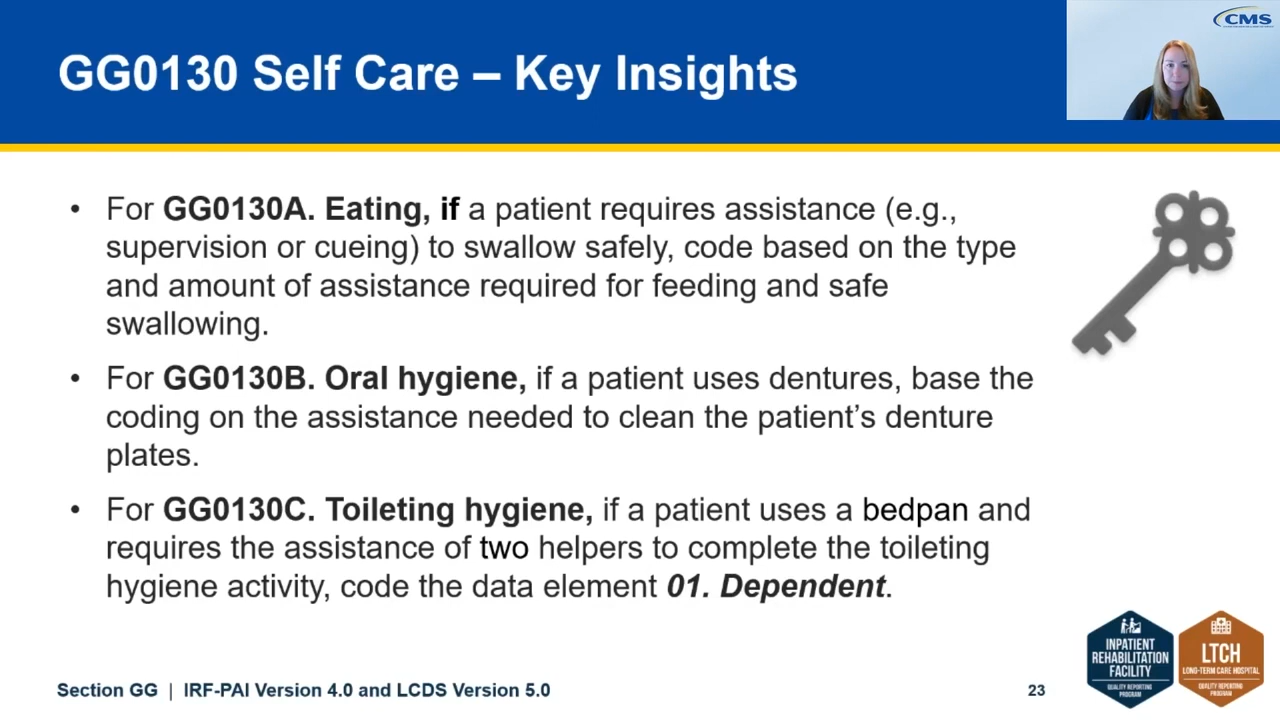 GG0130 Self Care – Key Insights
CMS
• For GG0130A. Eating, if a patient requires assistance (e.g.,
supervision or cueing) to swallow safely, code based on the type
and amount of assistance required for feeding and safe
swallowing.
• For GG0130B. Oral hygiene, if a patient uses dentures, base the
coding on the assistance needed to clean the patient’s denture
plates.
• For GG0130C. Toileting hygiene, if a patient uses a bedpan and
requires the assistance of two helpers to complete the toileting
hygiene activity, code the data element 01. Dependent.
Section GG | IRF-PAI Version 4.0 and LCDS Version 5.0
23
INPATIENT
REHABILITATION
FACILITY
QUALITY REPORTING
PROGRAM
LTCH
LONG-TERM CARE HOSPITAL
QUALITY REPORTING
PROGRAM